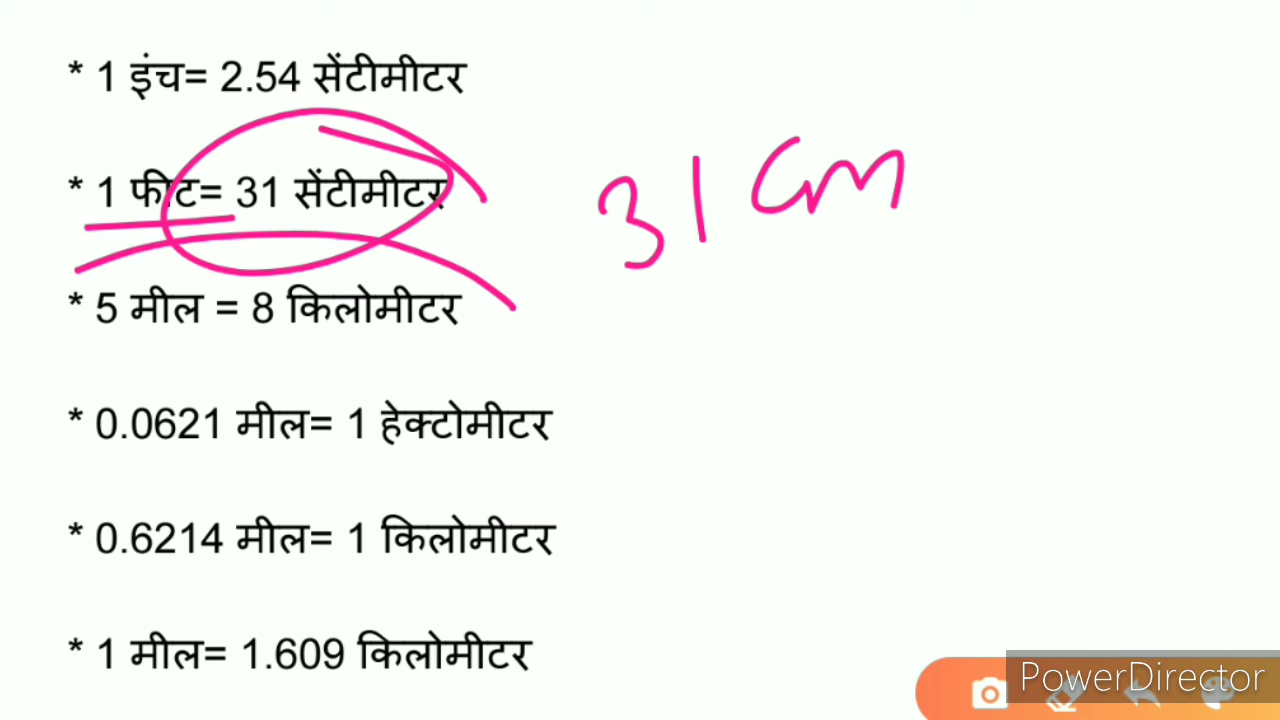 * 1 इंच= 2.54 सेंटीमीटर
* 1 फीट= 31 सेंटीमीटर
31 cm
* 5 मील = 8 किलोमीटर
* 0.0621 मील= 1 हेक्टोमीटर
* 0.6214 मील= 1 किलोमीटर
* 1 मील= 1.609 किलोमीटर
PowerDirector